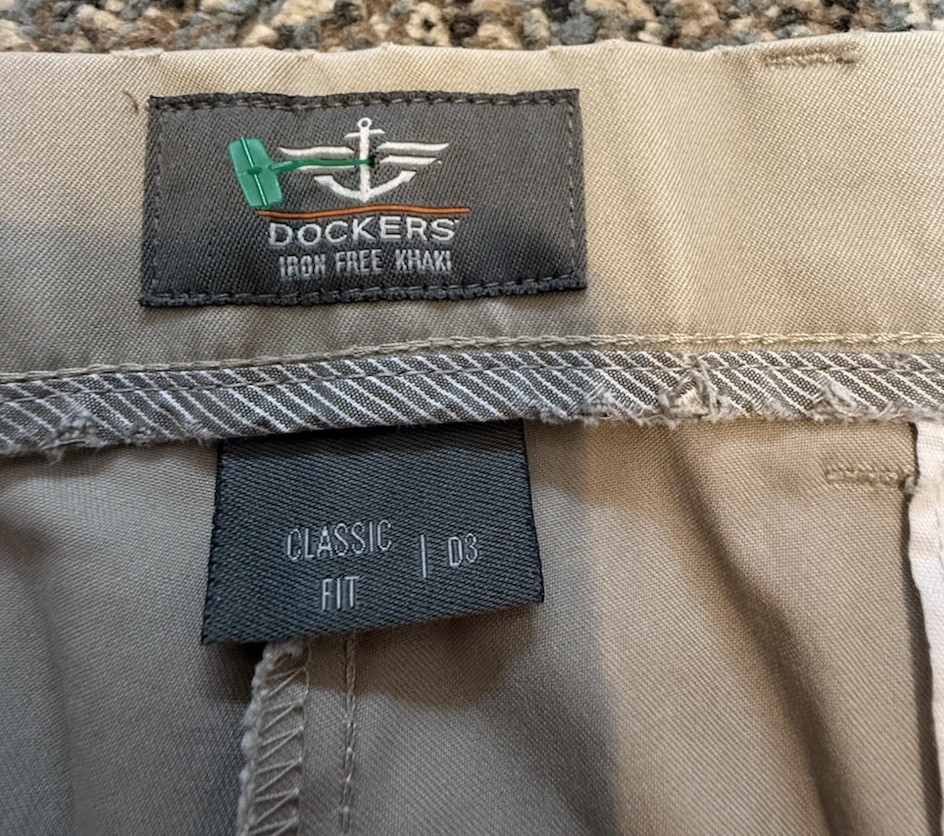 DOCKERS
IRON FREE KHAKI
CLASSIC | D3
FIT